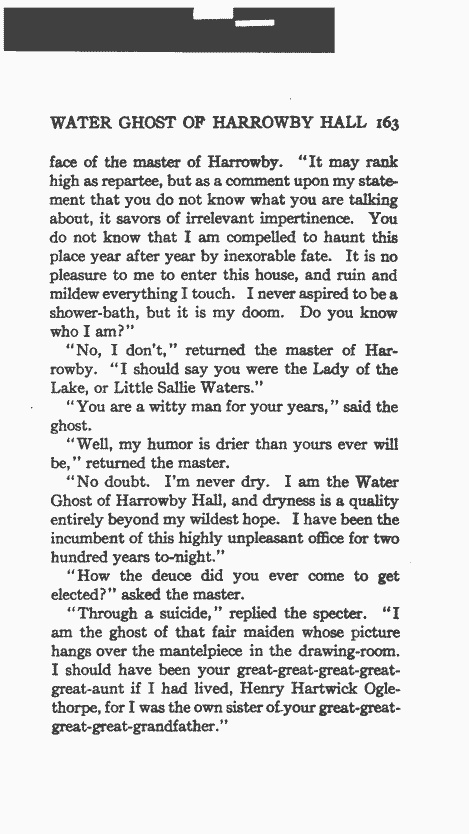 WATER GHOST OF HARROWBY HALL 163
face of the master of Harrowby. "It may rank
high as repartee, but as a comment upon my state-
ment that you do not know what you are talking
about, it savors of irrelevant impertinence. You
do not know that I am compelled to haunt this
place year after year by inexorable fate. It is no
pleasure to me to enter this house, and ruin and
mildew everything I touch. I never aspired to be a
shower-bath, but it is my doom. Do you know
who I am?"
"No, I don't," returned the master of Har-
rowby. "I should say you were the Lady of the
Lake, or Little Sallie Waters."
"You are a witty man for your years," said the
ghost.
"Well, my humor is drier than yours ever will
be," returned the master.
"No doubt. I'm never dry. I am the Water
Ghost of Harrowby Hall, and dryness is a quality
entirely beyond my wildest hope. I have been the
incumbent of this highly unpleasant office for two
hundred years to-night."
"How the deuce did you ever come to get
elected?" asked the master.
"Through a suicide," replied the specter. "I
am the ghost of that fair maiden whose picture
hangs over the mantelpiece in the drawing-room.
I should have been your great-great-great-great-
great-aunt if I had lived, Henry Hartwick Ogle-
thorpe, for I was the own sister of your great-great-
great-great-grandfather."